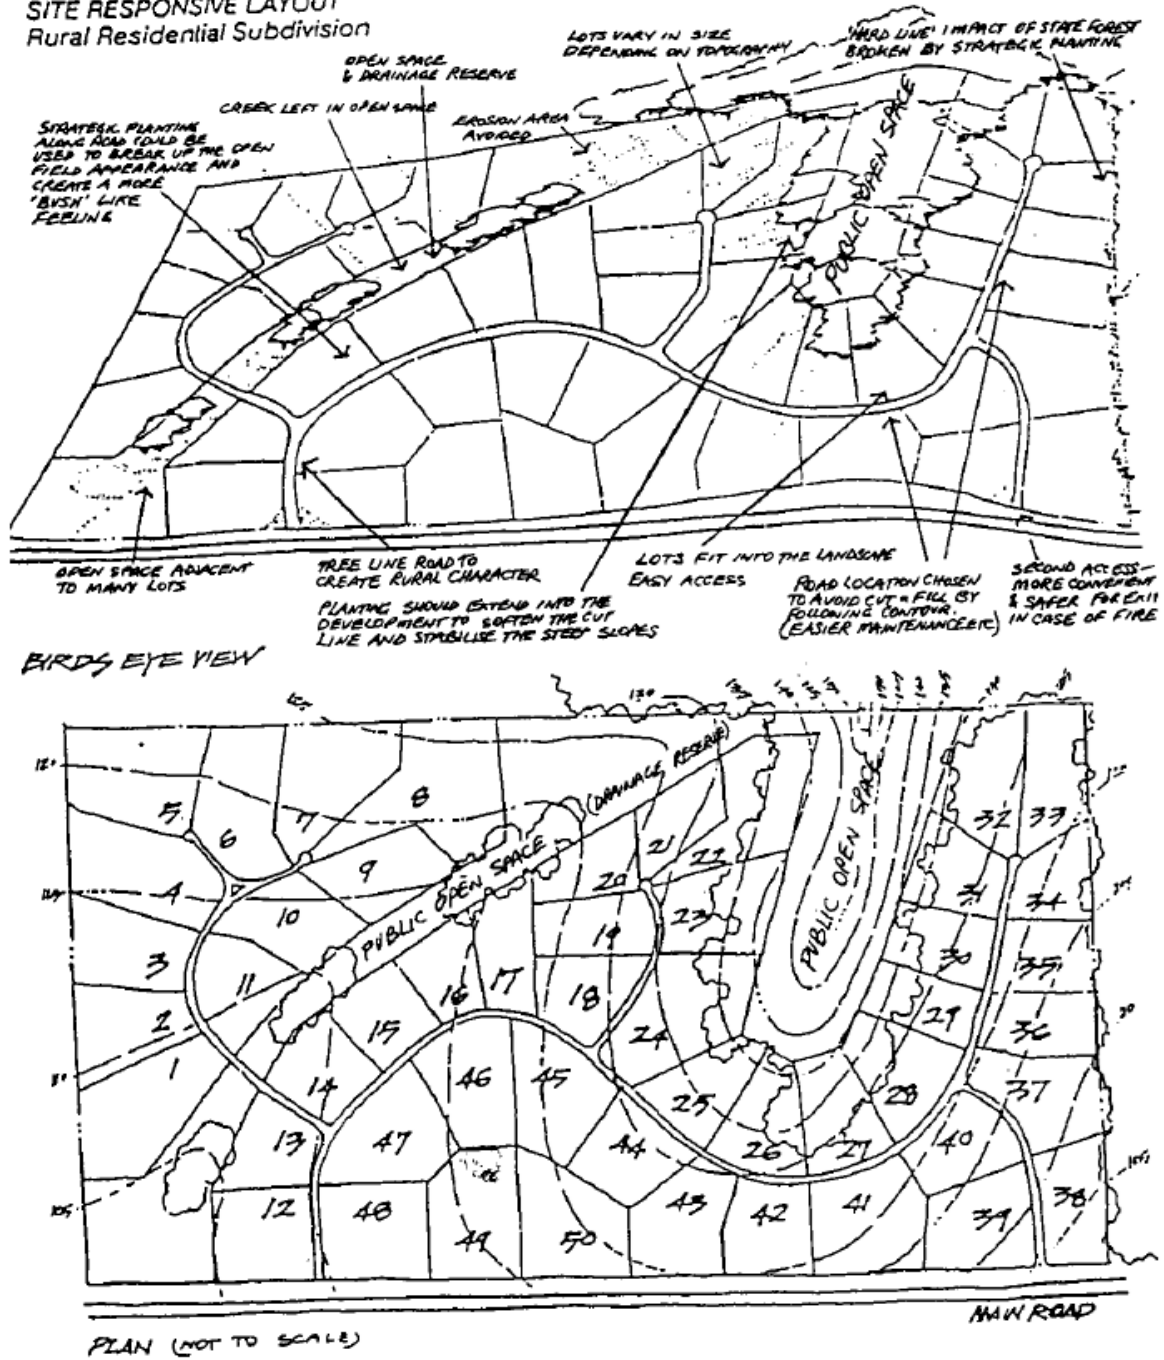 SITE RESPONSIVE LAYOUT
Rural Residential Subdivision
OPEN SPACE
& DRAINAGE RESERVE
LOTS VARY IN SIZE
DEPENDING ON TOPOGRAPHY
'HARD LINE' IMPACT OF STATE FOREST
BROKEN BY STRATEGIC PLANTING
CREEK LEFT IN OPEN SPACE
EROSION AREA
AVOIDED
STRATEGIC PLANTING
ALONG ROAD COULD BE
USED TO BREAK UP THE OPEN
FIELD APPEARANCE AND
CREATE A MORE
'BUSH' LIKE
FEELING
PUBLIC OPEN SPACE
OPEN SPACE ADJACENT
TO MANY LOTS
TREE LINE ROAD TO
CREATE RURAL CHARACTER
PLANTING SHOULD EXTEND INTO THE
DEVELOPMENT TO SOFTEN THE CUT
LINE AND STABILISE THE STEEP SLOPES
LOTS FIT INTO THE LANDSCAPE
EASY ACCESS
ROAD LOCATION CHOSEN
TO AVOID CUT & FILL BY
FOLLOWING CONTOUR.
(EASIER MAINTENANCE ETC)
SECOND ACCESS-
MORE CONVENIENT
& SAFER FOR EXIT
IN CASE OF FIRE
BIRDS EYE VIEW
130
120
(DRAINAGE RESERVE)
PUBLIC OPEN SPACE
PUBLIC OPEN SPACE
5
6
7
8
9
4
10
3
11
2
1
16
17
15
14
13
12
18
19
20
21
22
23
24
25
26
27
28
29
30
31
32
33
34
35
36
37
38
39
40
41
42
43
44
45
46
47
48
49
50
MAIN ROAD
PLAN (NOT TO SCALE)